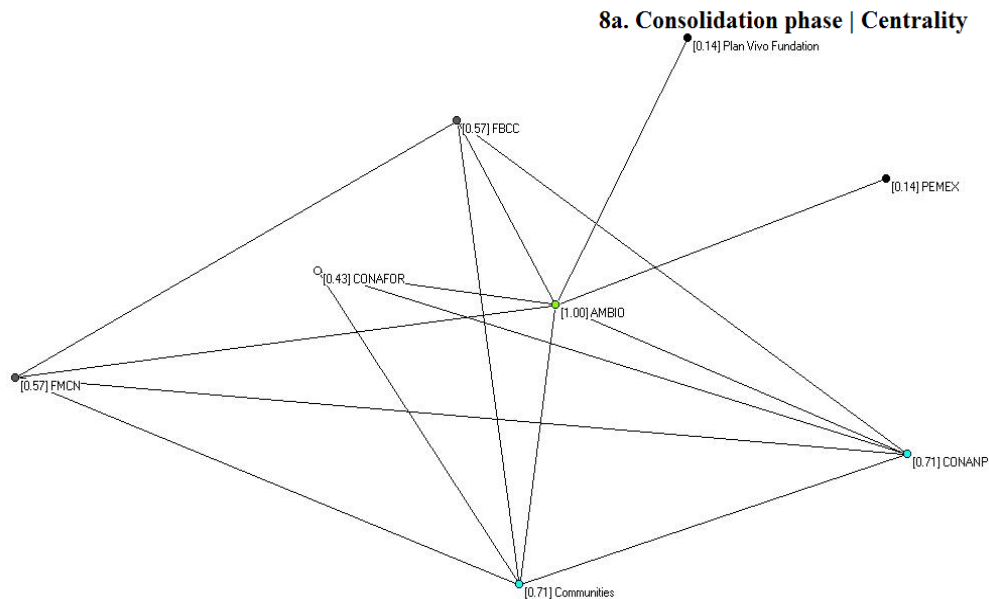 8a. Consolidation phase | Centrality
[0.14] Plan Vivo Fundation
[0.57] FBCC
[0.14] PEMEX
[0.43] CONAFOR
[1.00] AMBIO
[0.57] FMCN
[0.71] CONANP
[0.71] Communities